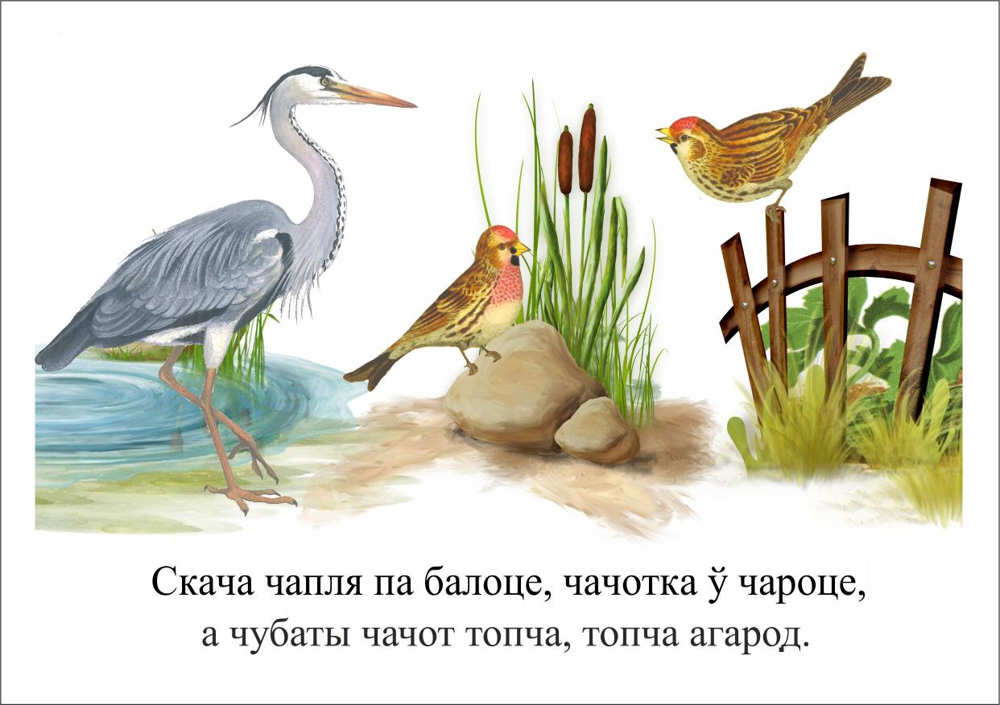 Скача чапля па балоце, чачотка ў чароце,
а чубаты чачот топча, топча агарод.